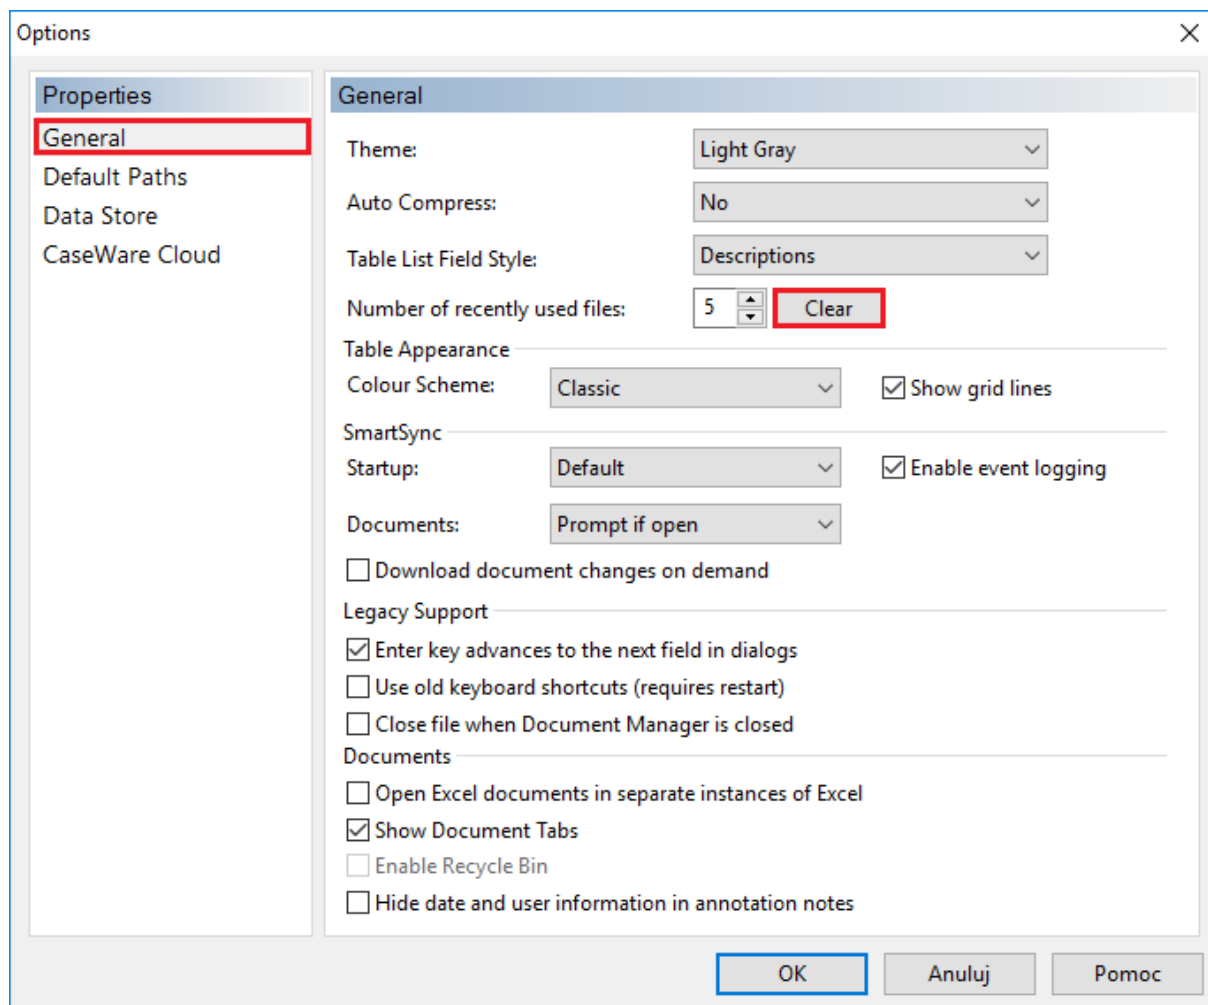 Options
Properties
General
Default Paths
Data Store
CaseWare Cloud
General
Theme: Light Gray
Auto Compress: No
Table List Field Style: Descriptions
Number of recently used files: 5 Clear
Table Appearance
Colour Scheme: Classic Show grid lines
SmartSync
Startup: Default Enable event logging
Documents: Prompt if open
Download document changes on demand
Legacy Support
Enter key advances to the next field in dialogs
Use old keyboard shortcuts (requires restart)
Close file when Document Manager is closed
Documents
Open Excel documents in separate instances of Excel
Show Document Tabs
Enable Recycle Bin
Hide date and user information in annotation notes
OK Anuluj Pomoc